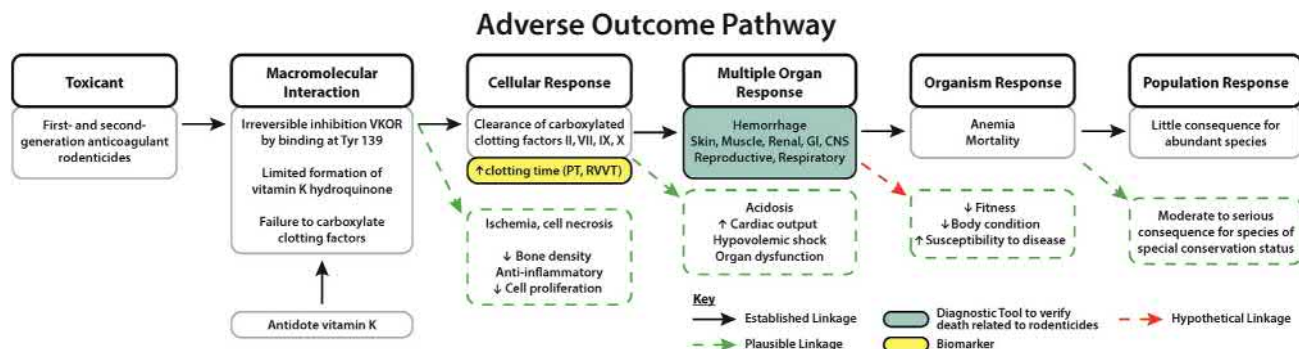 Adverse Outcome Pathway
Toxicant
First- and second-
generation anticoagulant
rodenticides
Macromolecular
Interaction
Irreversible inhibition VKOR
by binding at Tyr 139
Limited formation of
vitamin K hydroquinone
Failure to carboxylate
clotting factors
Antidote vitamin K
Cellular Response
Clearance of carboxylated
clotting factors II, VII, IX, X
↑ clotting time (PT, RVVT)
Ischemia, cell necrosis
↓ Bone density
Anti-inflammatory
↓ Cell proliferation
Multiple Organ
Response
Hemorrhage
Skin, Muscle, Renal, GI, CNS
Reproductive, Respiratory
Acidosis
↑ Cardiac output
Hypovolemic shock
Organ dysfunction
Organism Response
Anemia
Mortality
↓ Fitness
↓Body condition
↑ Susceptibility to disease
Population Response
Little consequence for
abundant species
Moderate to serious
consequence for species of
special conservation status
Key
Established Linkage
Plausible Linkage
Diagnostic Tool to verify
death related to rodenticides
Biomarker
Hypothetical Linkage